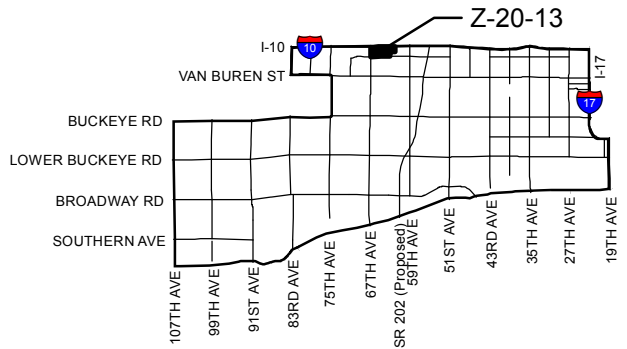 Z-20-13
I-10
10
I-17
VAN BUREN ST
17
BUCKEYE RD
LOWER BUCKEYE RD
BROADWAY RD
SOUTHERN AVE
107TH AVE
99TH AVE
91ST AVE
83RD AVE
75TH AVE
67TH AVE
SR 202 (Proposed)
59TH AVE
51ST AVE
43RD AVE
35TH AVE
27TH AVE
19TH AVE